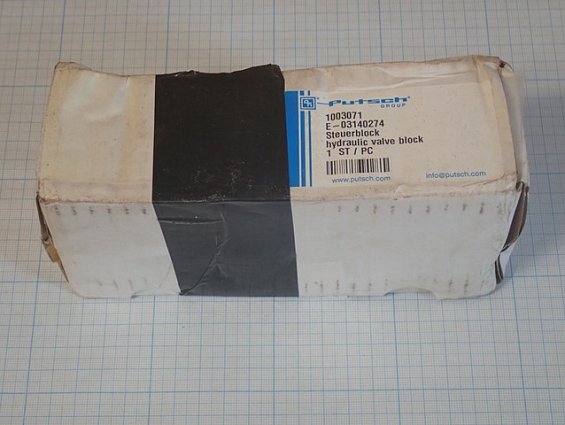 Putsch®
GROUP
1003071
E-03140274
Steuerblock
hydraulic valve block
1 ST / PC
www.putsch.com
info@putsch.com